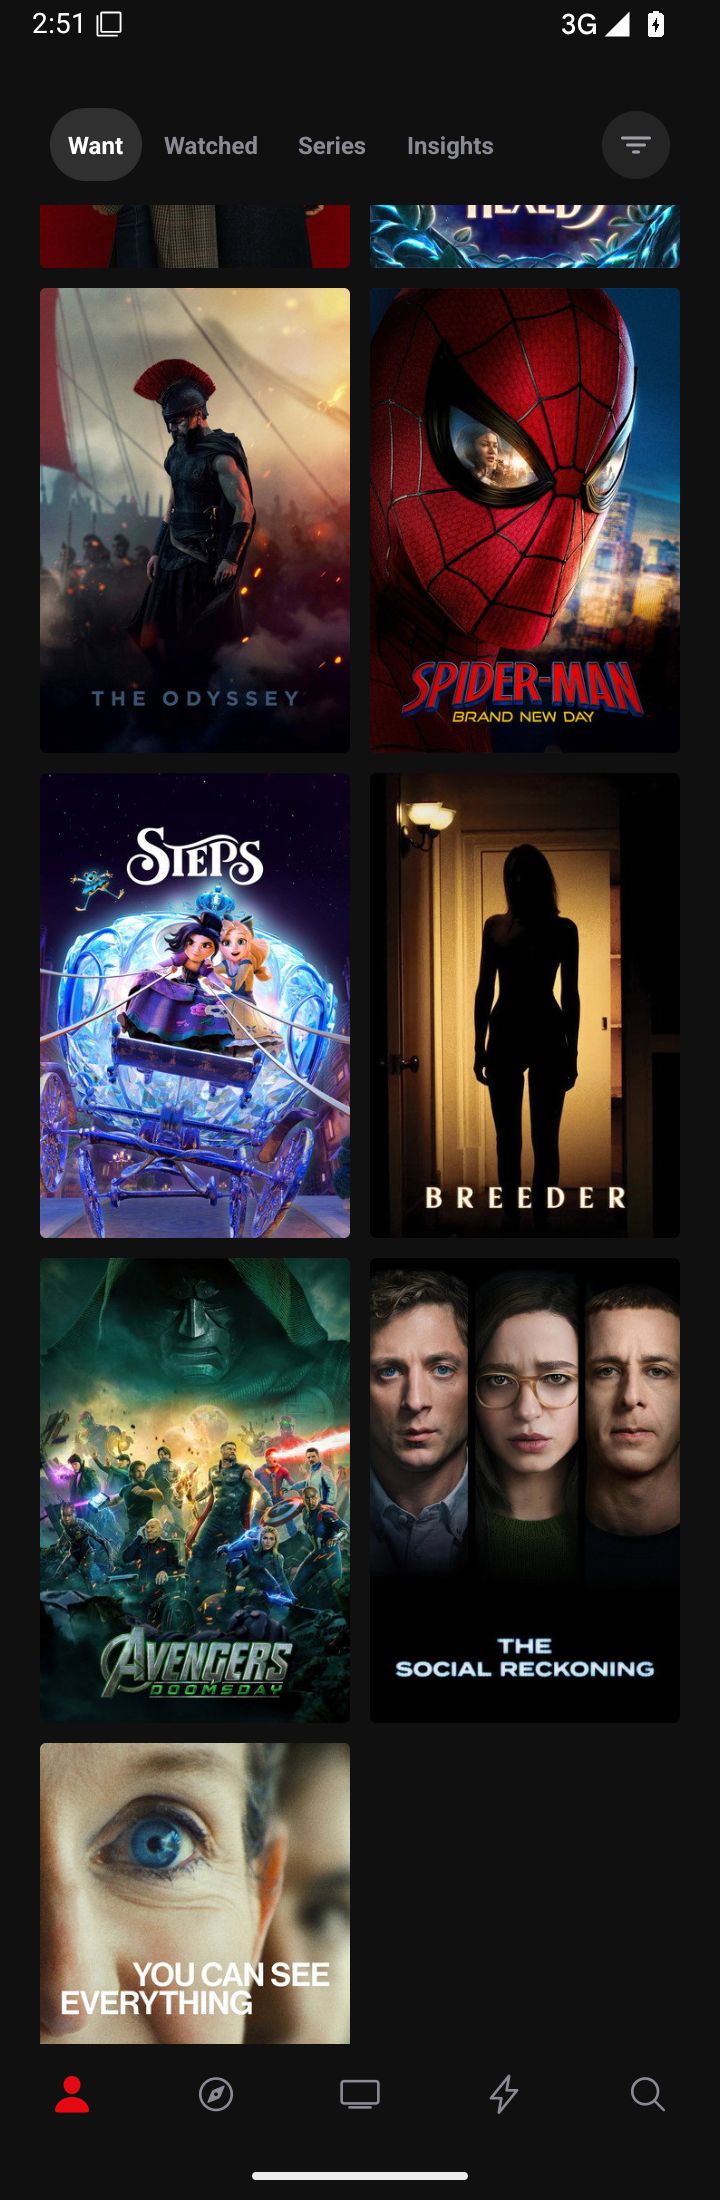 2:51
3G
Want Watched Series Insights
HEXED
THE ODYSSEY
SPIDER-MAN
BRAND NEW DAY
STEPS
BREEDER
AVENGERS
DOOMSDAY
THE
SOCIAL RECKONING
YOU CAN SEE
EVERYTHING